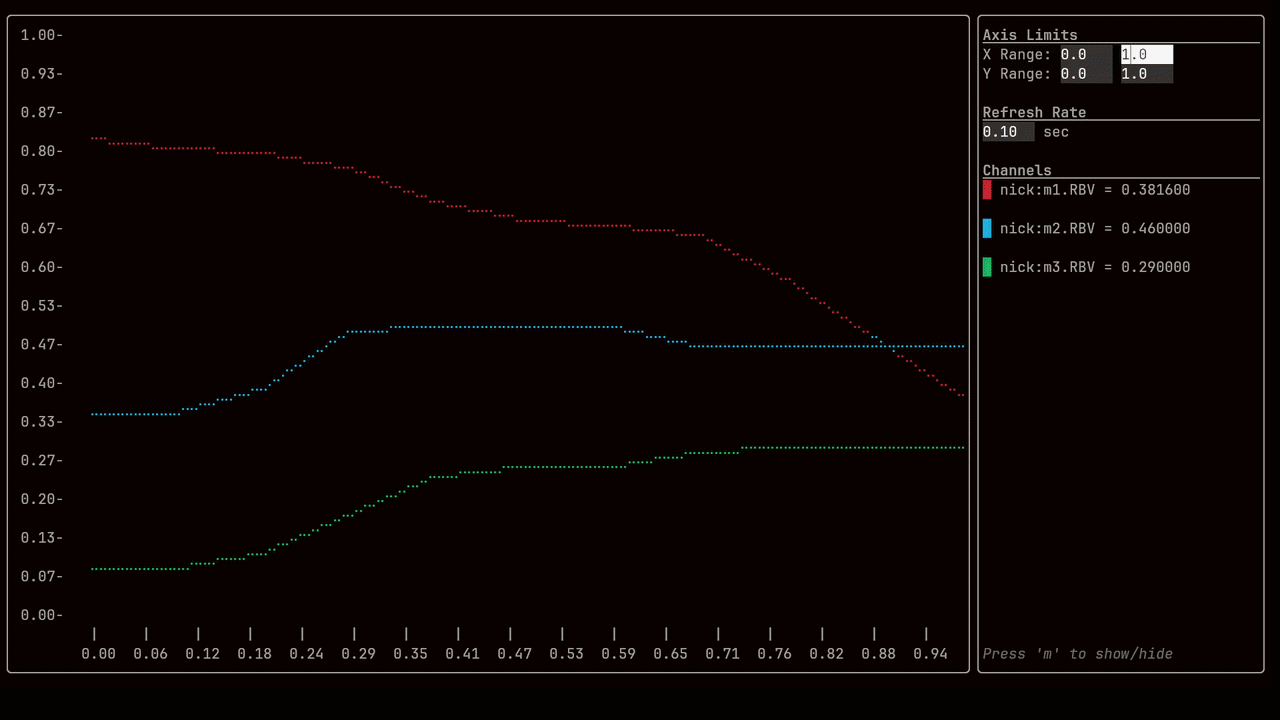 1.00-
0.93-
0.87-
0.80-
0.73-
0.67-
0.60-
0.53-
0.47-
0.40-
0.33-
0.27-
0.20-
0.13-
0.07-
0.00-
0.00 0.06 0.12 0.18 0.24 0.29 0.35 0.41 0.47 0.53 0.59 0.65 0.71 0.76 0.82 0.88 0.94
Axis Limits
X Range: 0.0 1.0
Y Range: 0.0 1.0
Refresh Rate
0.10 sec
Channels
nick:m1.RBV = 0.381600
nick:m2.RBV = 0.460000
nick:m3.RBV = 0.290000
Press 'm' to show/hide